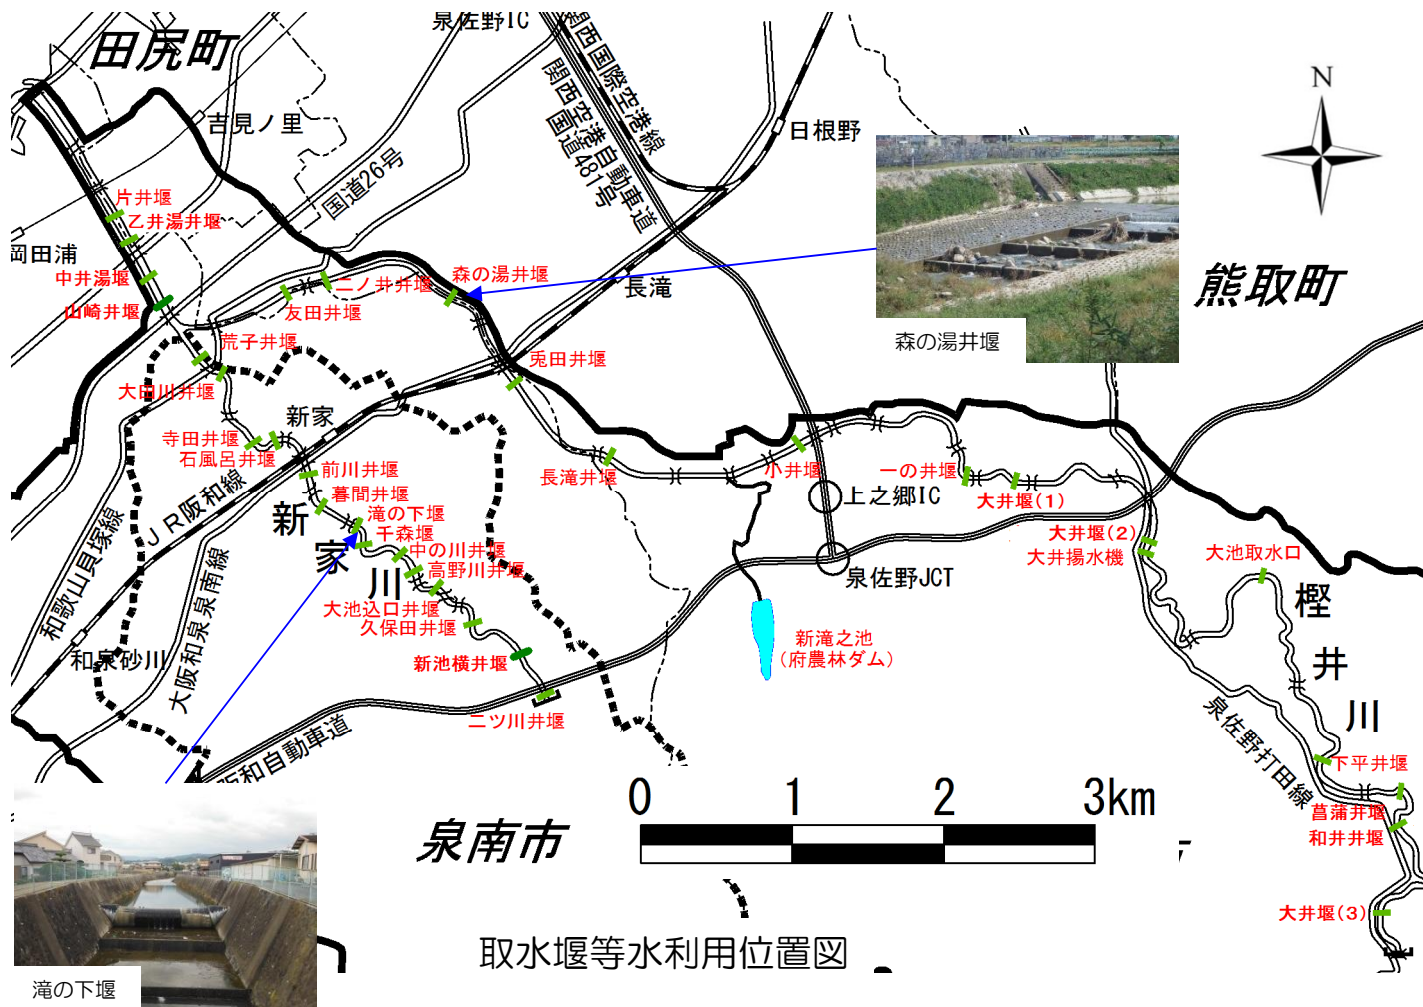 泉佐野IC
田尻町
吉見ノ里
国道26号
関西国際空港線
関西空港自動車道
国道481号
日根野
N
熊取町
片井堰
乙井湯井堰
岡田浦
中井湯堰
山崎井堰
二ノ井井堰
友田井堰
森の湯井堰
長滝
森の湯井堰
荒子井堰
大田川井堰
兎田井堰
新家
寺田井堰
石風呂井堰
前川井堰
長滝井堰
小井堰
一の井堰
大井堰(1)
上之郷IC
JR阪和線
暮間井堰
滝の下堰
千森堰
中の川井堰
高野川井堰
新家川
大井堰(2)
大井揚水機
大池取水口
泉佐野JCT
大池込口井堰
久保田井堰
新池横井堰
二ツ川井堰
新滝之池
(府農林ダム)
樫井川
和歌山貝塚線
和泉砂川
大阪和泉泉南線
阪和自動車道
泉佐野打田線
下平井堰
菖蒲井堰
和井井堰
大井堰(3)
0 1 2 3km
泉南市
取水堰等水利用位置図
滝の下堰